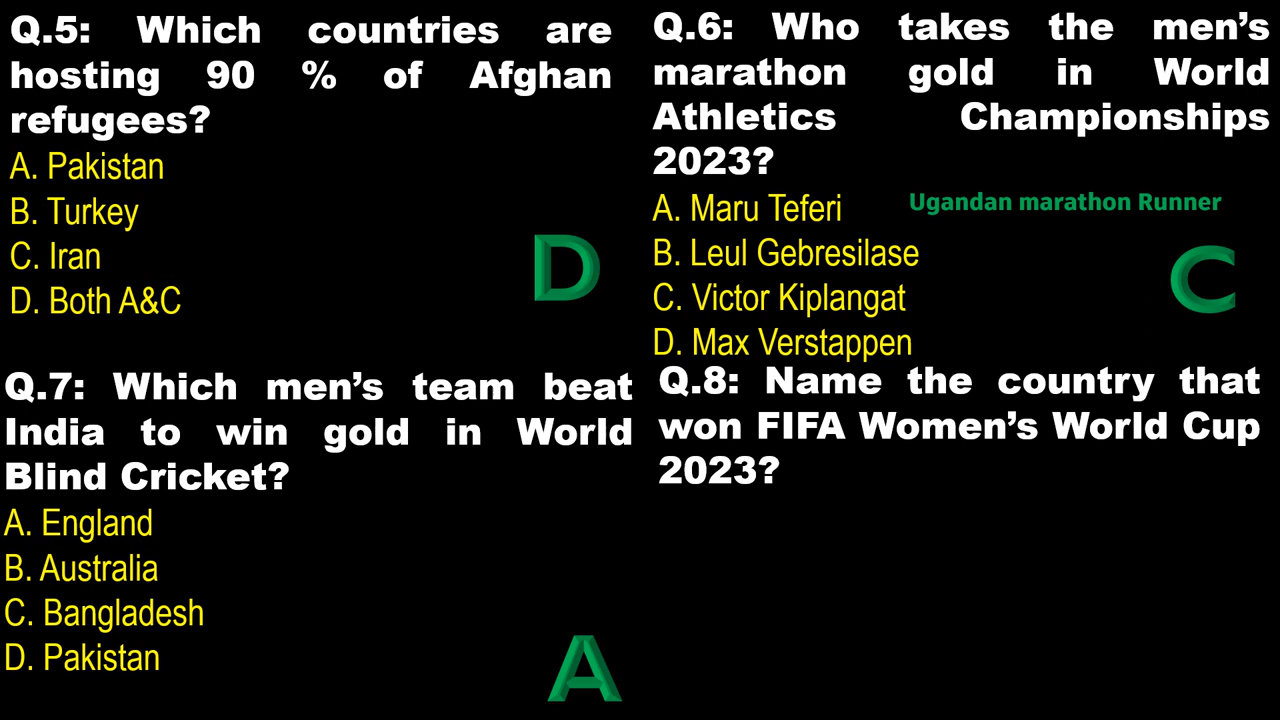 Q.5: Which countries are
hosting 90 % of Afghan
refugees?
A. Pakistan
B. Turkey
C. Iran
D. Both A&C
D
Q.6: Who takes the men’s
marathon gold in World
Athletics Championships
2023?
A. Maru Teferi
Ugandan marathon Runner
B. Leul Gebresilase
C. Victor Kiplangat
D. Max Verstappen
C
Q.7: Which men’s team beat
India to win gold in World
Blind Cricket?
A. England
B. Australia
C. Bangladesh
D. Pakistan
A
Q.8: Name the country that
won FIFA Women’s World Cup
2023?